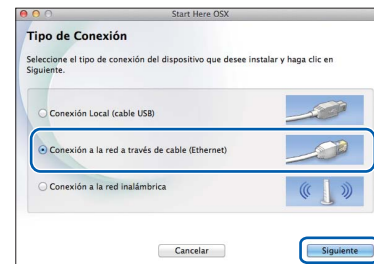 Start Here OSX
Tipo de Conexión
Seleccione el tipo de conexión del dispositivo que desee instalar y haga clic en
Siguiente.
Conexión Local (cable USB)
Conexión a la red a través de cable (Ethernet)
Conexión a la red inalámbrica
Cancelar
Siguiente